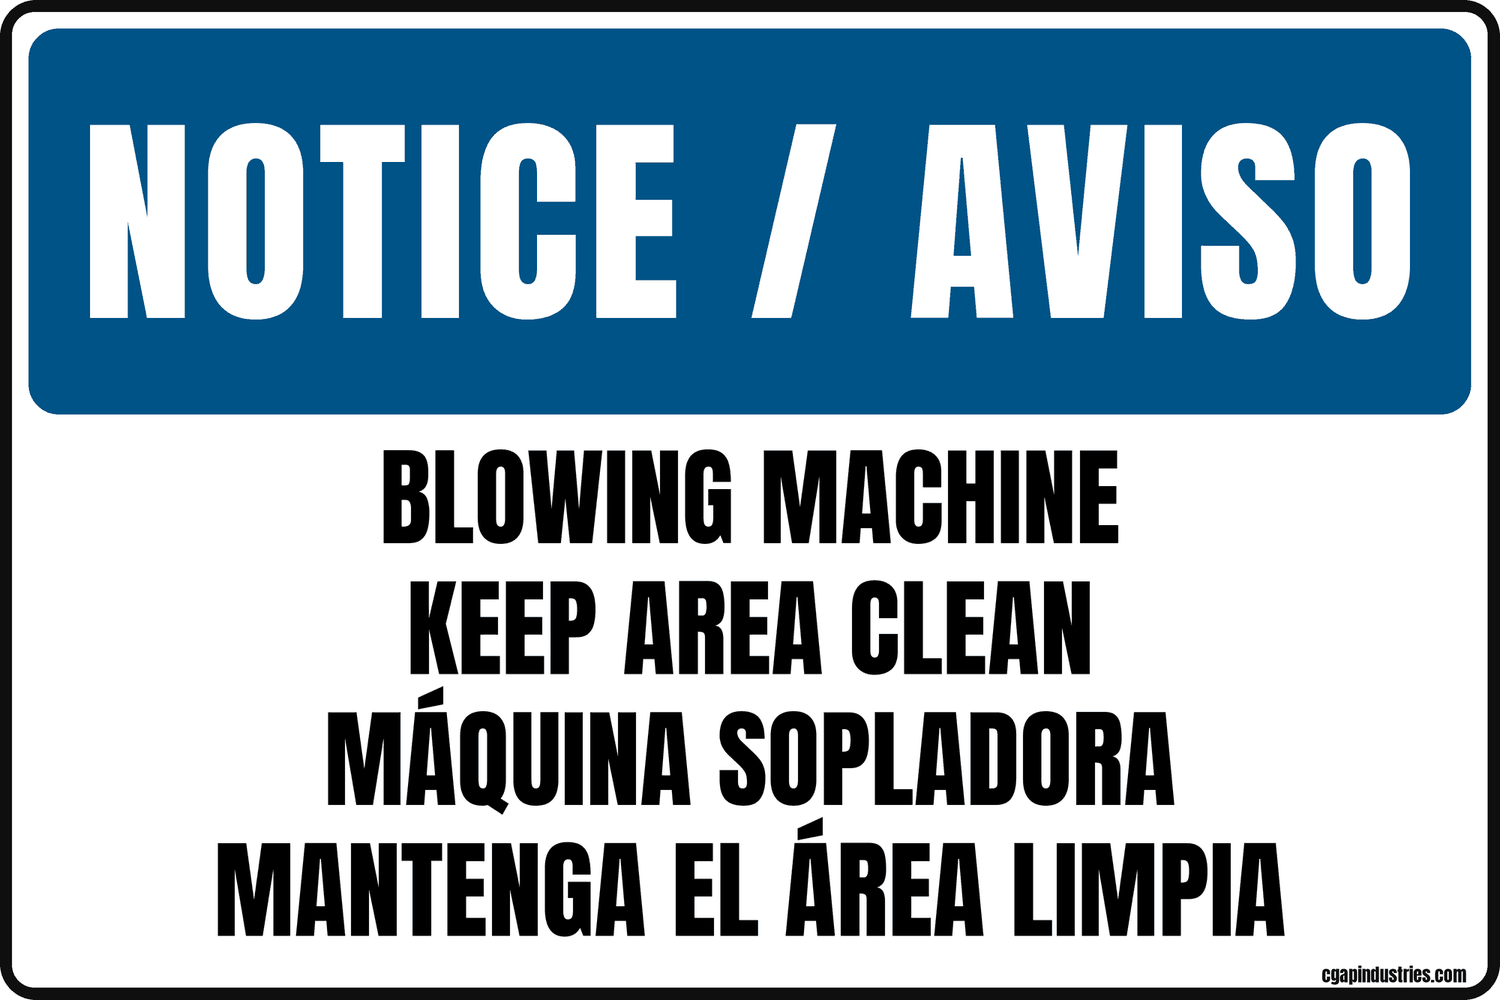 NOTICE / AVISO
BLOWING MACHINE
KEEP AREA CLEAN
MÁQUINA SOPLADORA
MANTENGA EL ÁREA LIMPIA
cgapindustries.com